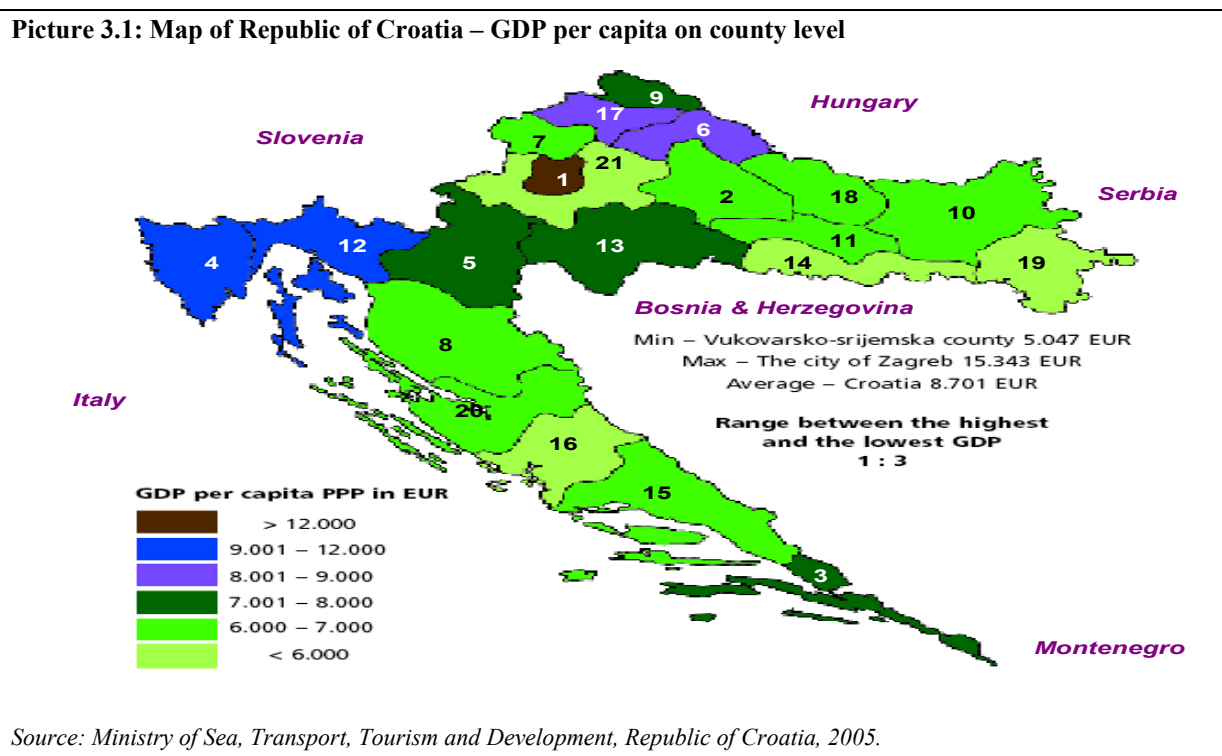 Picture 3.1: Map of Republic of Croatia – GDP per capita on county level
9
Hungary
17
6
Slovenia
7
21
1
2
18
10
Serbia
12
13
11
4
5
14
19
Bosnia & Herzegovina
Min – Vukovarsko-srijemska county 5.047 EUR
Max – The city of Zagreb 15.343 EUR
Average – Croatia 8.701 EUR
8
Italy
20
Range between the highest
and the lowest GDP
1 : 3
16
15
GDP per capita PPP in EUR
> 12.000
9.001 – 12.000
8.001 – 9.000
7.001 – 8.000
6.000 – 7.000
< 6.000
3
Montenegro
Source: Ministry of Sea, Transport, Tourism and Development, Republic of Croatia, 2005.